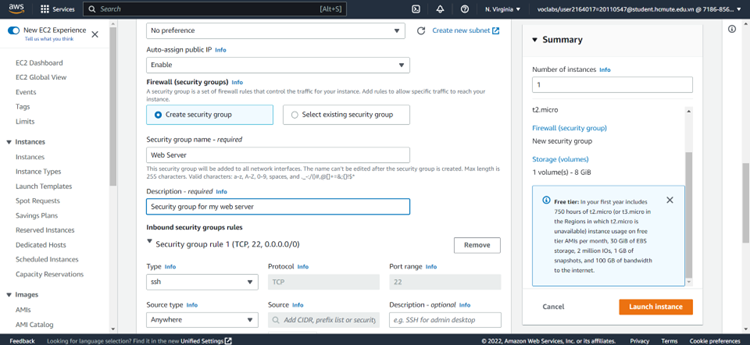 aws
Services
Search
[Alt+S]
N. Virginia
voclabs/user2164017=20110547@student.hcmute.edu.vn @ 7186-856...
New EC2 Experience
Tell us what you think
EC2 Dashboard
EC2 Global View
Events
Tags
Limits
Instances
Instances
Instance Types
Launch Templates
Spot Requests
Savings Plans
Reserved Instances
Dedicated Hosts
Scheduled Instances
Capacity Reservations
Images
AMIs
AMI Catalog
No preference
Create new subnet
Auto-assign public IP Info
Enable
Firewall (security groups) Info
A security group is a set of firewall rules that control the traffic for your instance. Add rules to allow specific traffic to reach your
instance.
Create security group
Select existing security group
Security group name - required
Web Server
This security group will be added to all network interfaces. The name can't be edited after the security group is created. Max length is
255 characters. Valid characters: a-z, A-Z, 0-9, spaces, and
Description - required Info
Security group for my web server
Inbound security groups rules
Security group rule 1 (TCP, 22, 0.0.0.0/0)
Remove
Type Info
Protocol Info
Port range Info
ssh
TCP
22
Source type Info
Source Info
Description - optional Info
Anywhere
Add CIDR, prefix list or security
e.g. SSH for admin desktop
Summary
Number of instances Info
1
t2.micro
Firewall (security group)
New security group
Storage (volumes)
1 volume(s) - 8 GiB
Free tier: In your first year includes
750 hours of t2.micro (or t3.micro in
the Regions in which t2.micro is
unavailable) instance usage on free
tier AMIs per month, 30 GiB of EBS
storage, 2 million IOs, 1 GB of
snapshots, and 100 GB of bandwidth
to the internet.
Cancel
Launch instance
Feedback
Looking for language selection? Find it in the new Unified Settings
© 2022, Amazon Web Services, Inc. or its affiliates.
Privacy
Terms
Cookie preferences